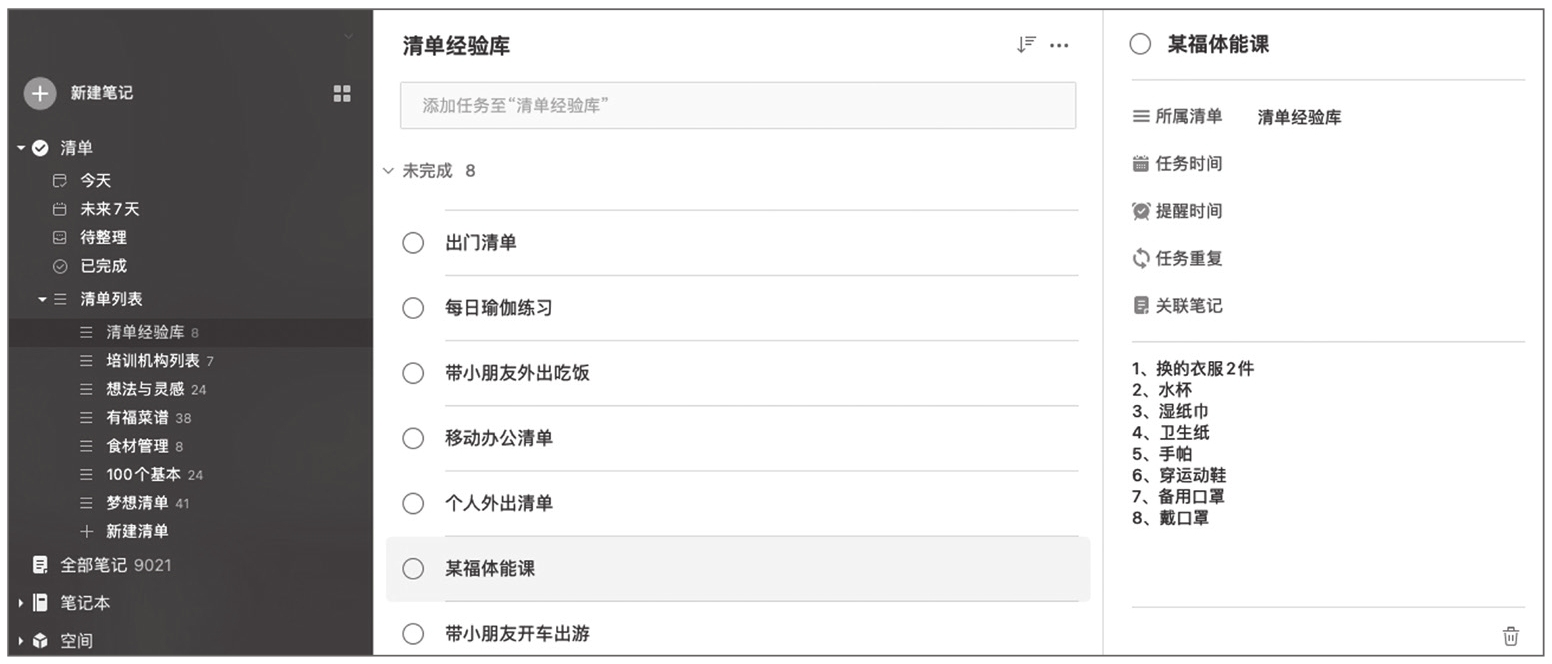 新建笔记
清单
今天
未来7天
待整理
已完成
清单列表
清单经验库 8
培训机构列表 7
想法与灵感 24
有福菜谱 38
食材管理 8
100个基本 24
梦想清单 41
新建清单
全部笔记 9021
笔记本
空间
清单经验库
添加任务至“清单经验库”
未完成 8
出门清单
每日瑜伽练习
带小朋友外出吃饭
移动办公清单
个人外出清单
某福体能课
带小朋友开车出游
某福体能课
所属清单 清单经验库
任务时间
提醒时间
任务重复
关联笔记
1、换的衣服2件
2、水杯
3、湿纸巾
4、卫生纸
5、手帕
6、穿运动鞋
7、备用口罩
8、戴口罩